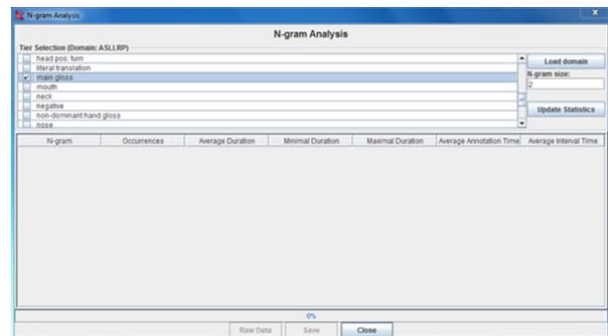 N-gram Analysis
N-gram Analysis
Tier Selection (Domain: ASLLRP)
head pos: turn
literal translation
main gloss
mouth
neck
negative
non-dominant hand gloss
nose
Load domain
N-gram size:
2
Update Statistics
N-gram Occurrences Average Duration Minimal Duration Maximal Duration Average Annotation Time Average Interval Time
0%
Raw Data Save Close